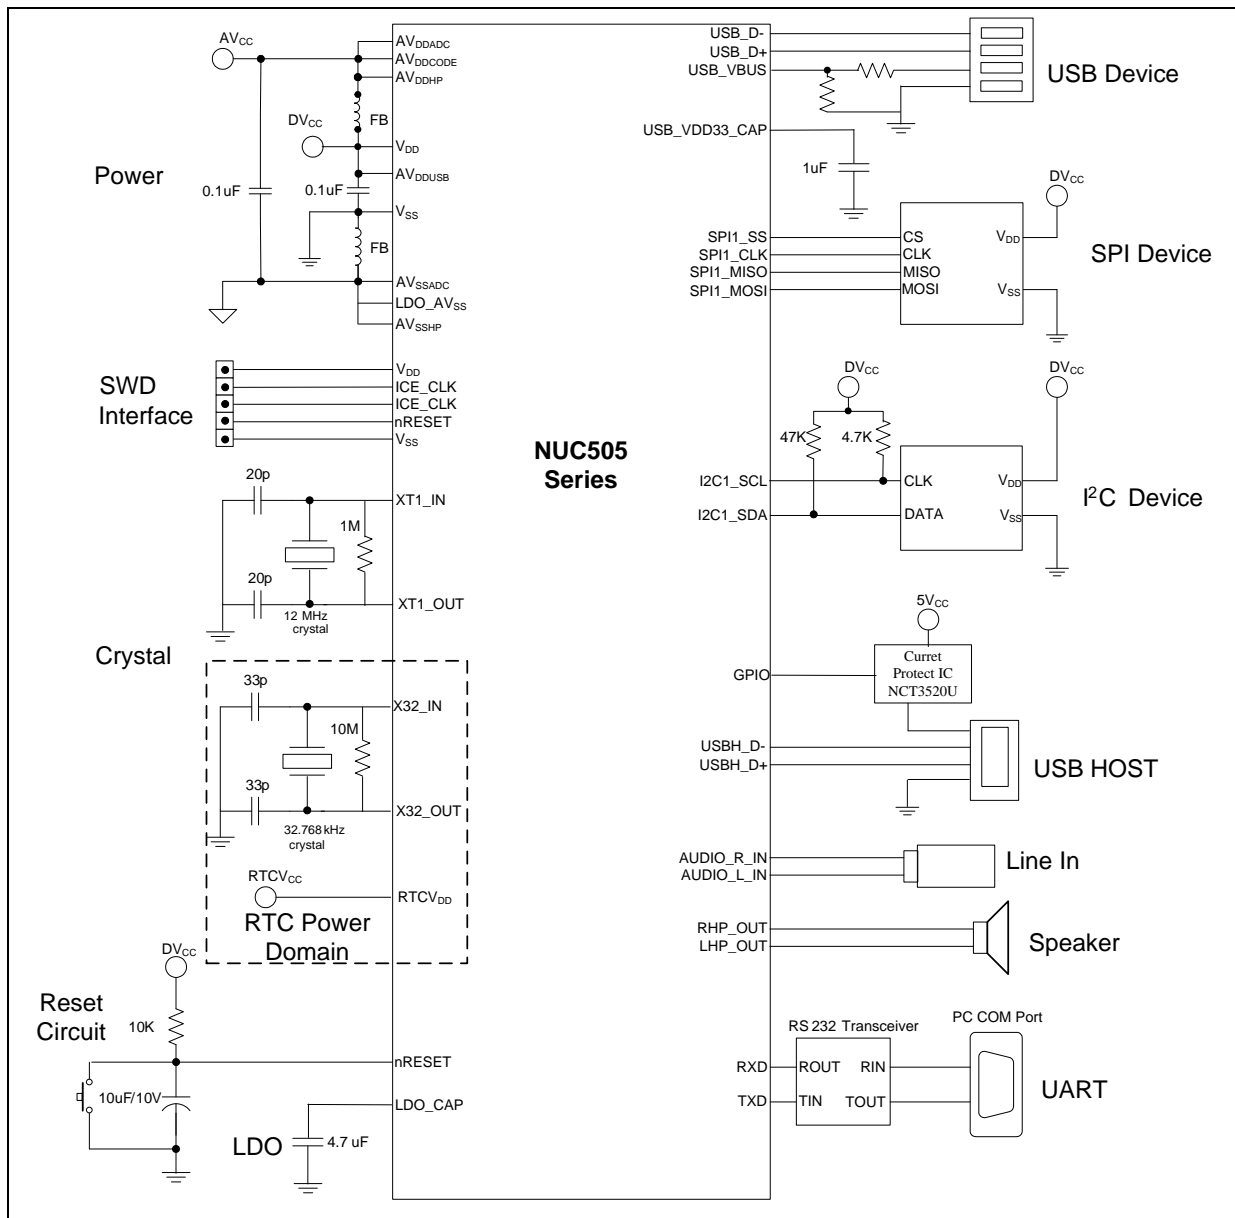 AVCC
AVDDADC
AVDDCODE
AVDDHP
FB
DVCC
VDD
AVDDUSB
Power
0.1uF
0.1uF
VSS
FB
AVSSADC
LDO_AVSS
AVSSHP
SWD
Interface
VDD
ICE_CLK
ICE_CLK
nRESET
VSS
20p
XT1_IN
1M
20p
XT1_OUT
12 MHz
crystal
Crystal
33p
X32_IN
10M
33p
X32_OUT
32.768 kHz
crystal
RTCVCC
RTCVDD
RTC Power
Domain
DVCC
Reset
Circuit
10K
nRESET
10uF/10V
LDO_CAP
LDO
4.7 uF
NUC505
Series
USB_D-
USB_D+
USB_VBUS
USB Device
USB_VDD33_CAP
1uF
DVCC
SPI1_SS
SPI1_CLK
SPI1_MISO
SPI1_MOSI
CS
CLK
MISO
MOSI
VDD
VSS
SPI Device
DVCC
DVCC
47K
4.7K
I2C1_SCL
I2C1_SDA
CLK
DATA
VDD
VSS
I2C Device
5VCC
GPIO
Curret
Protect IC
NCT3520U
USBH_D-
USBH_D+
USB HOST
AUDIO_R_IN
AUDIO_L_IN
Line In
RHP_OUT
LHP_OUT
Speaker
RS 232 Transceiver
PC COM Port
RXD
TXD
ROUT
RIN
TIN
TOUT
UART